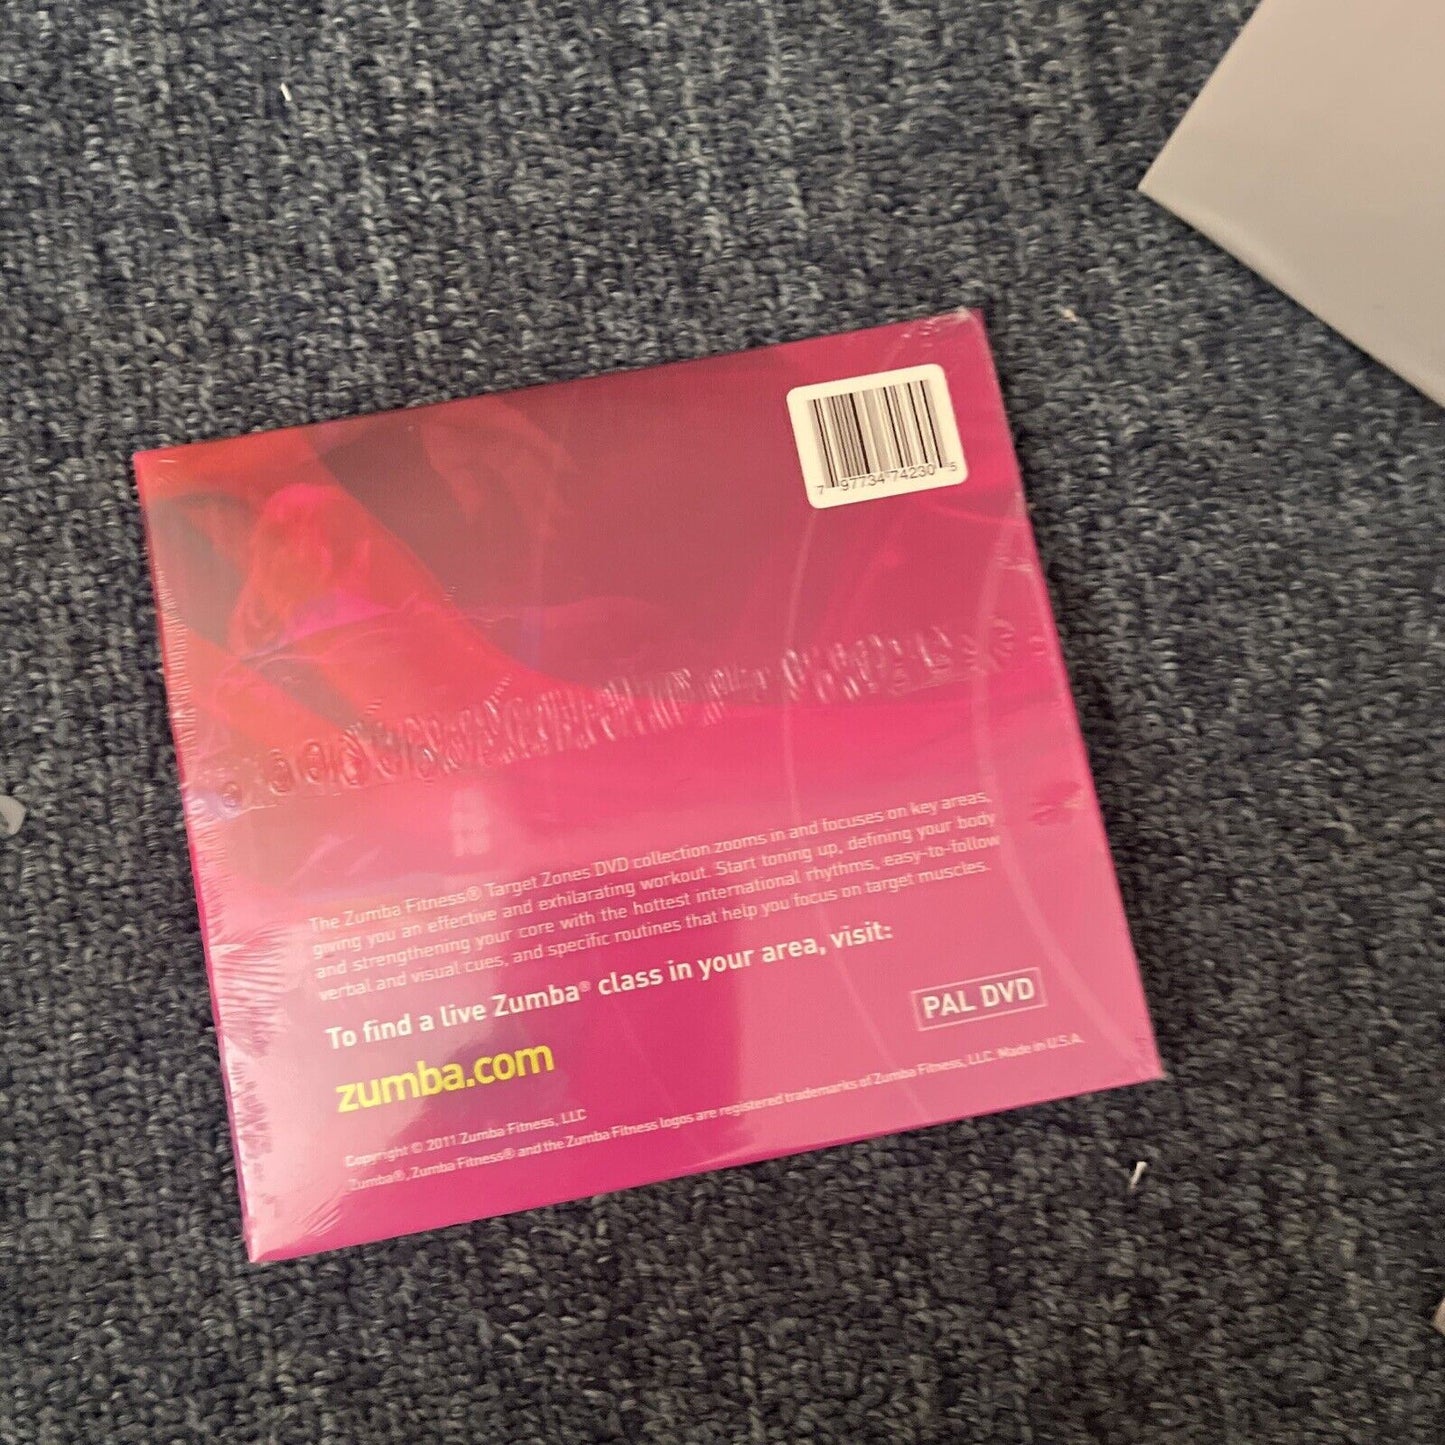 7 97734 74230 5
The Zumba Fitness® Target Zones DVD collection zooms in and focuses on key areas,
giving you an effective and exhilarating workout. Start toning up, defining your body
and strengthening your core with the hottest international rhythms, easy-to-follow
verbal and visual cues, and specific routines that help you focus on target muscles.
To find a live Zumba® class in your area, visit:
zumba.com
PAL DVD
Copyright © 2011 Zumba Fitness, LLC
Zumba®, Zumba Fitness® and the Zumba Fitness logos are registered trademarks of Zumba Fitness, LLC. Made in U.S.A.